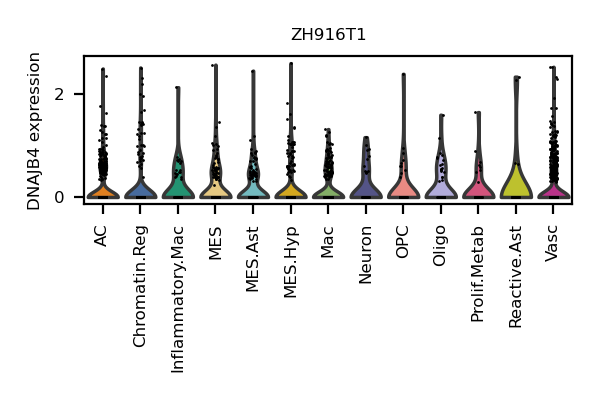 ZH916T1
DNAJB4 expression
2
0
AC
Chromatin.Reg
Inflammatory.Mac
MES
MES.Ast
MES.Hyp
Mac
Neuron
OPC
Oligo
Prolif.Metab
Reactive.Ast
Vasc